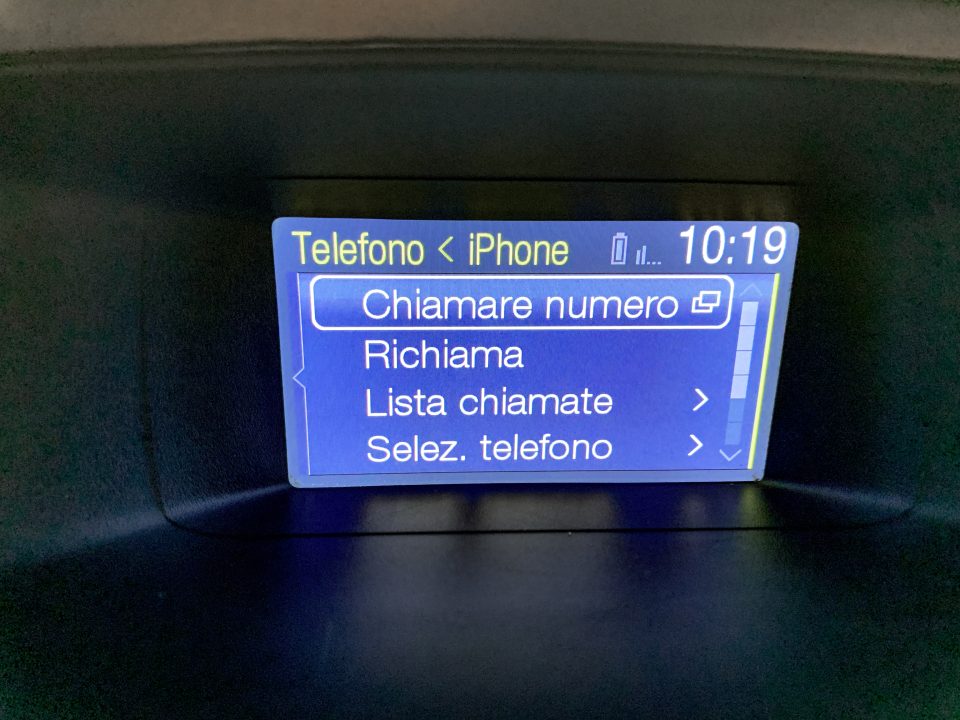 Telefono < iPhone 10:19
Chiamare numero
Richiama
Lista chiamate >
Selez. telefono >